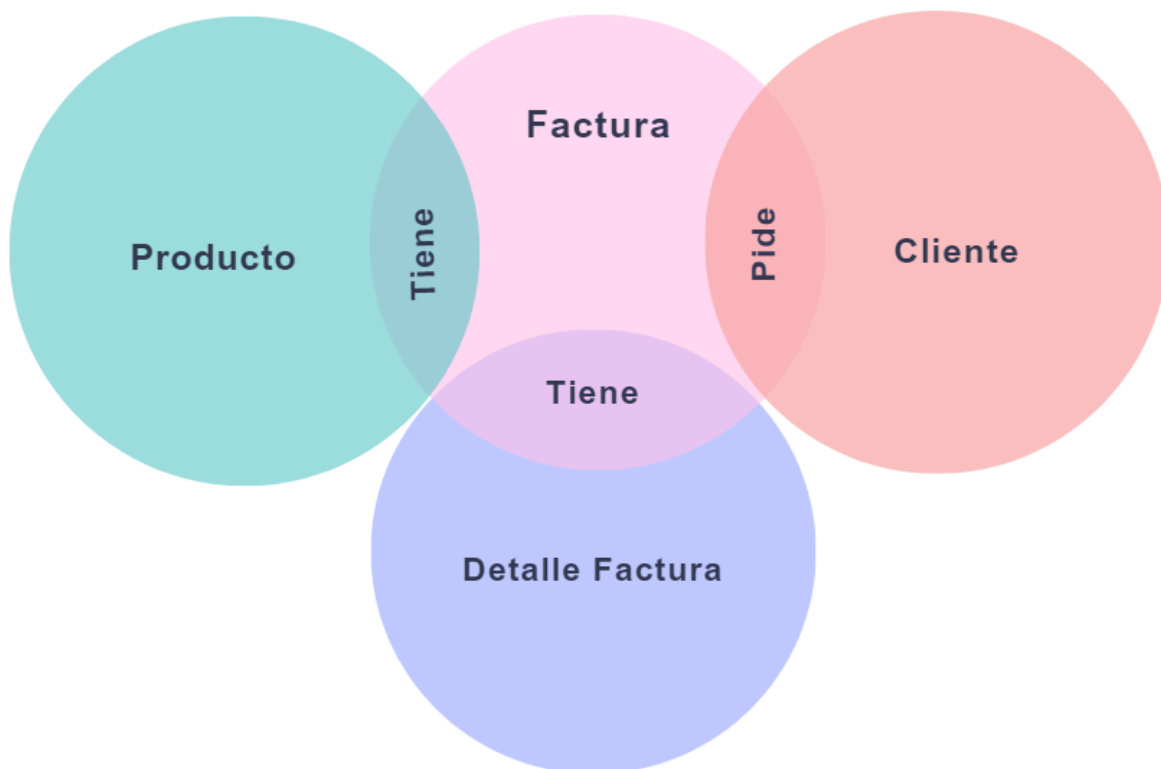 Factura
Producto
Tiene
Pide
Cliente
Tiene
Detalle Factura